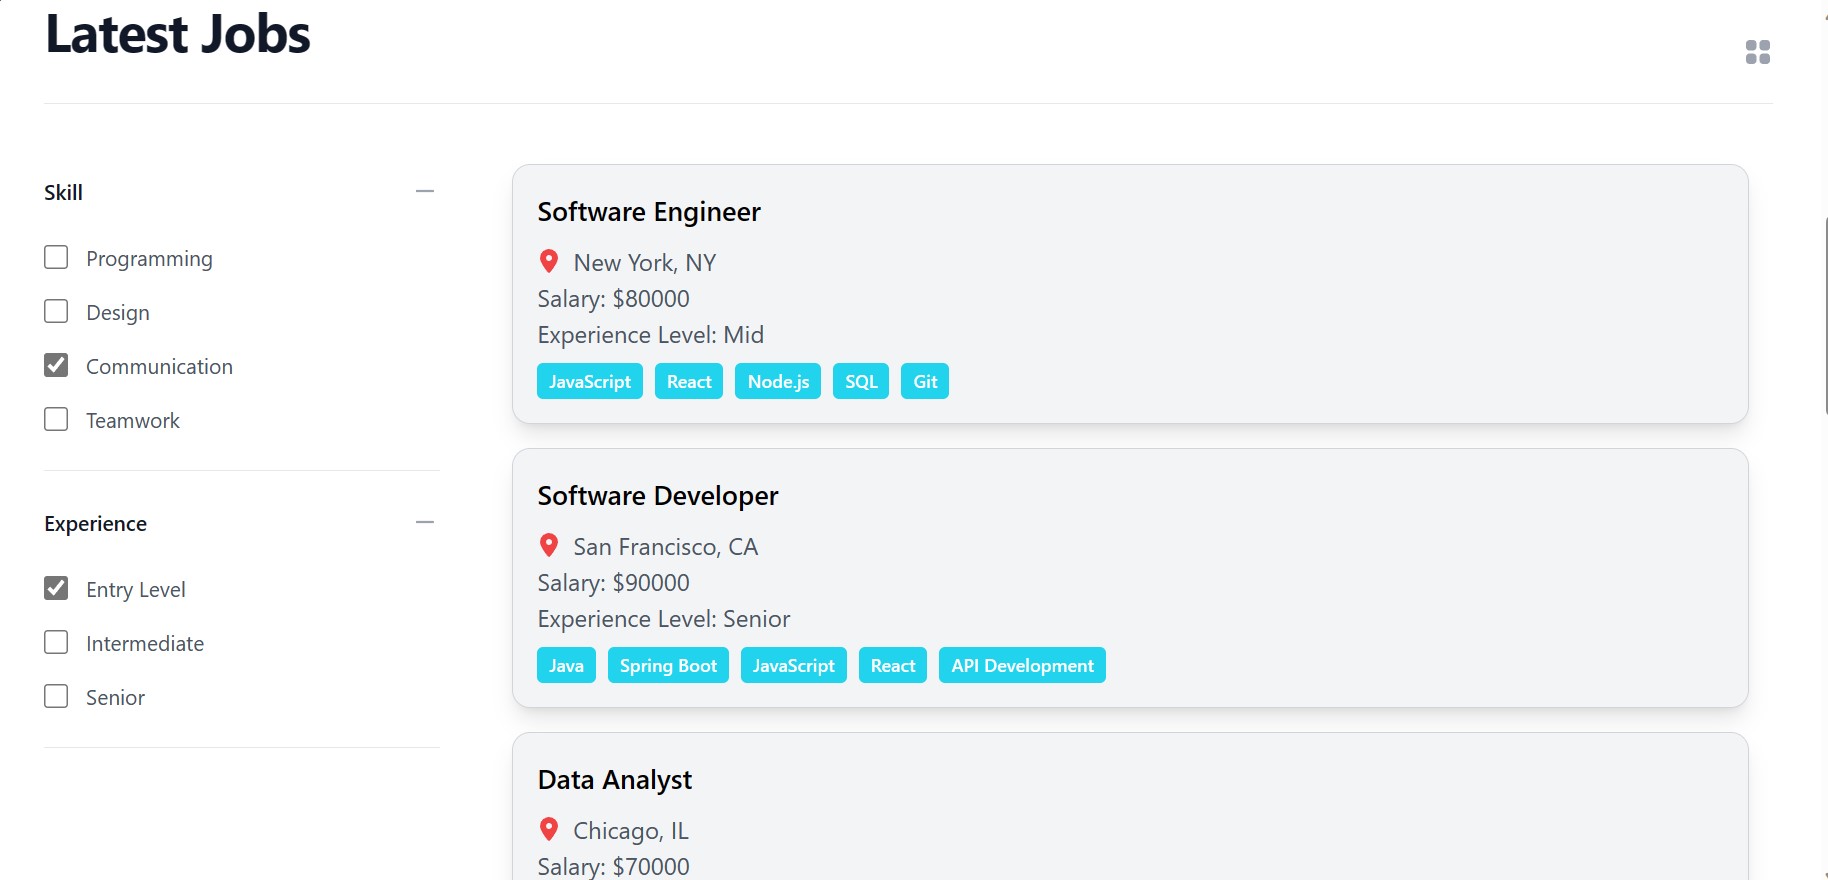 Latest Jobs
Skill
Programming
Design
Communication
Teamwork
Experience
Entry Level
Intermediate
Senior
Software Engineer
New York, NY
Salary: $80000
Experience Level: Mid
JavaScript React Node.js SQL Git
Software Developer
San Francisco, CA
Salary: $90000
Experience Level: Senior
Java Spring Boot JavaScript React API Development
Data Analyst
Chicago, IL
Salary: $70000